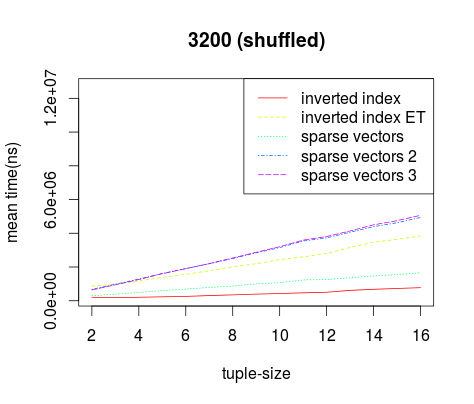 3200 (shuffled)
mean time(ns)
1.2e+07
6.0e+06
0.0e+00
inverted index
inverted index ET
sparse vectors
sparse vectors 2
sparse vectors 3
2 4 6 8 10 12 14 16
tuple-size